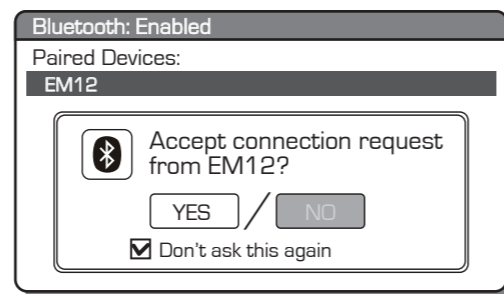 Bluetooth: Enabled
Paired Devices:
EM12
Accept connection request
from EM12?
YES / NO
Don't ask this again